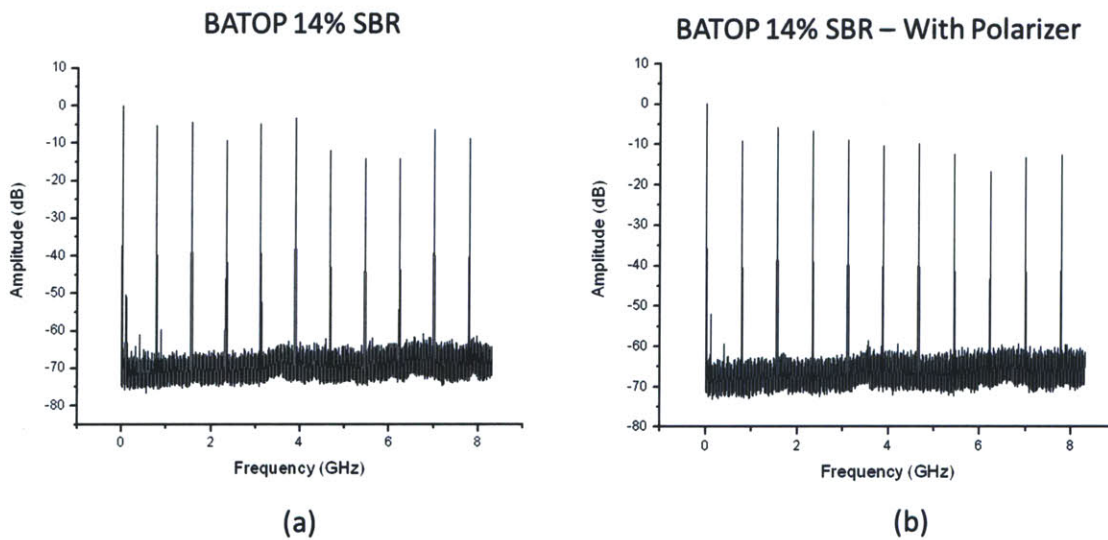 BATOP 14% SBR
10
0
-10
-20
-30
-40
-50
-60
-70
-80
Amplitude (dB)
0 2 4 6 8
Frequency (GHz)
(a)
BATOP 14% SBR – With Polarizer
10
0
-10
-20
-30
-40
-50
-60
-70
-80
Amplitude (dB)
0 2 4 6 8
Frequency (GHz)
(b)